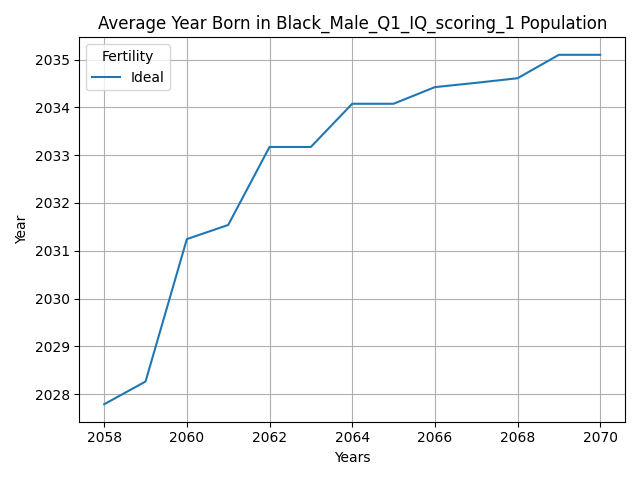 Average Year Born in Black_Male_Q1_IQ_scoring_1 Population
Fertility
Ideal
2035
2034
2033
2032
2031
2030
2029
2028
Year
2058 2060 2062 2064 2066 2068 2070
Years